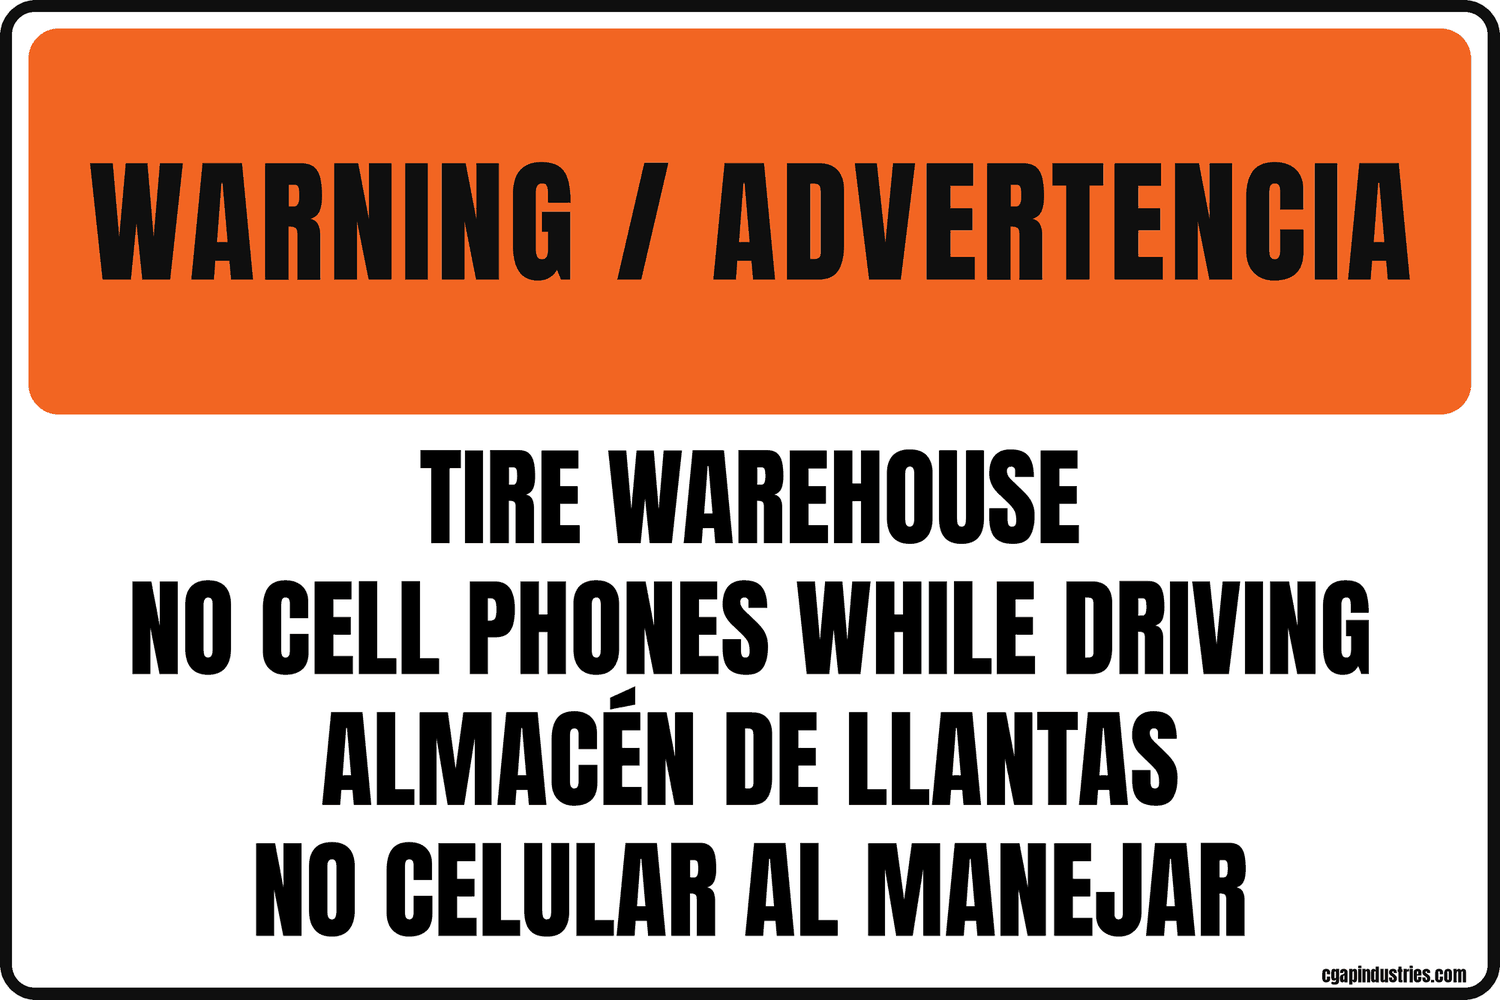 WARNING / ADVERTENCIA
TIRE WAREHOUSE
NO CELL PHONES WHILE DRIVING
ALMACÉN DE LLANTAS
NO CELULAR AL MANEJAR
cgapindustries.com